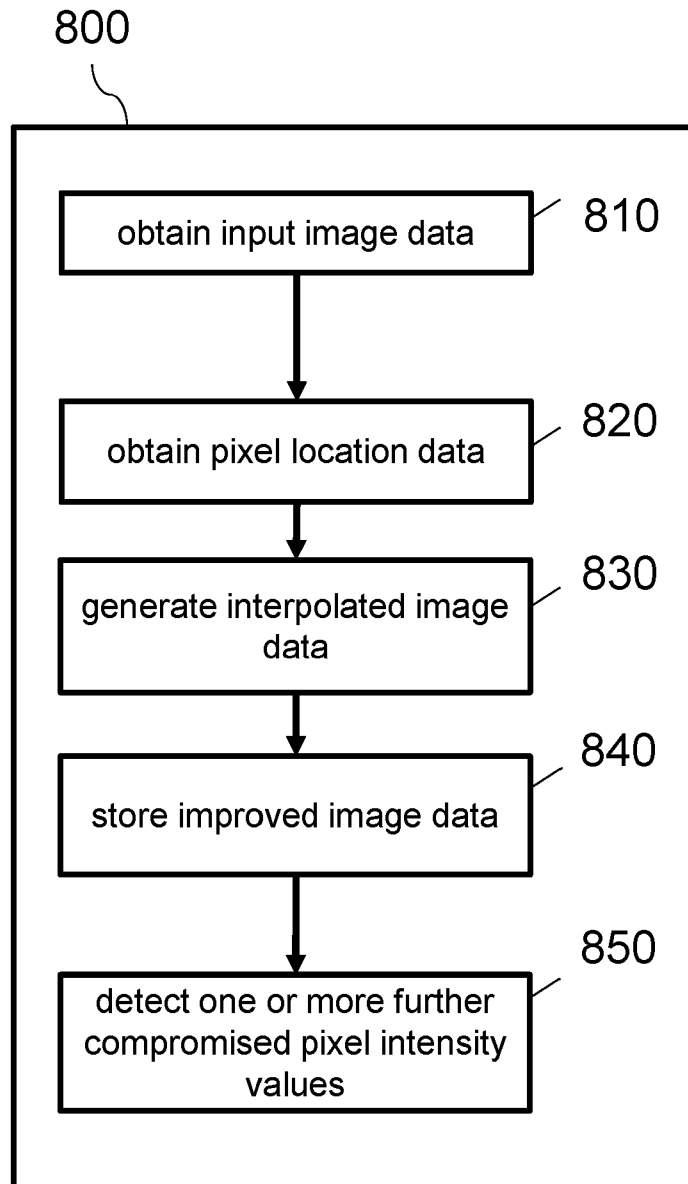 800
obtain input image data
810
obtain pixel location data
820
generate interpolated image
data
830
store improved image data
840
detect one or more further
compromised pixel intensity
values
850